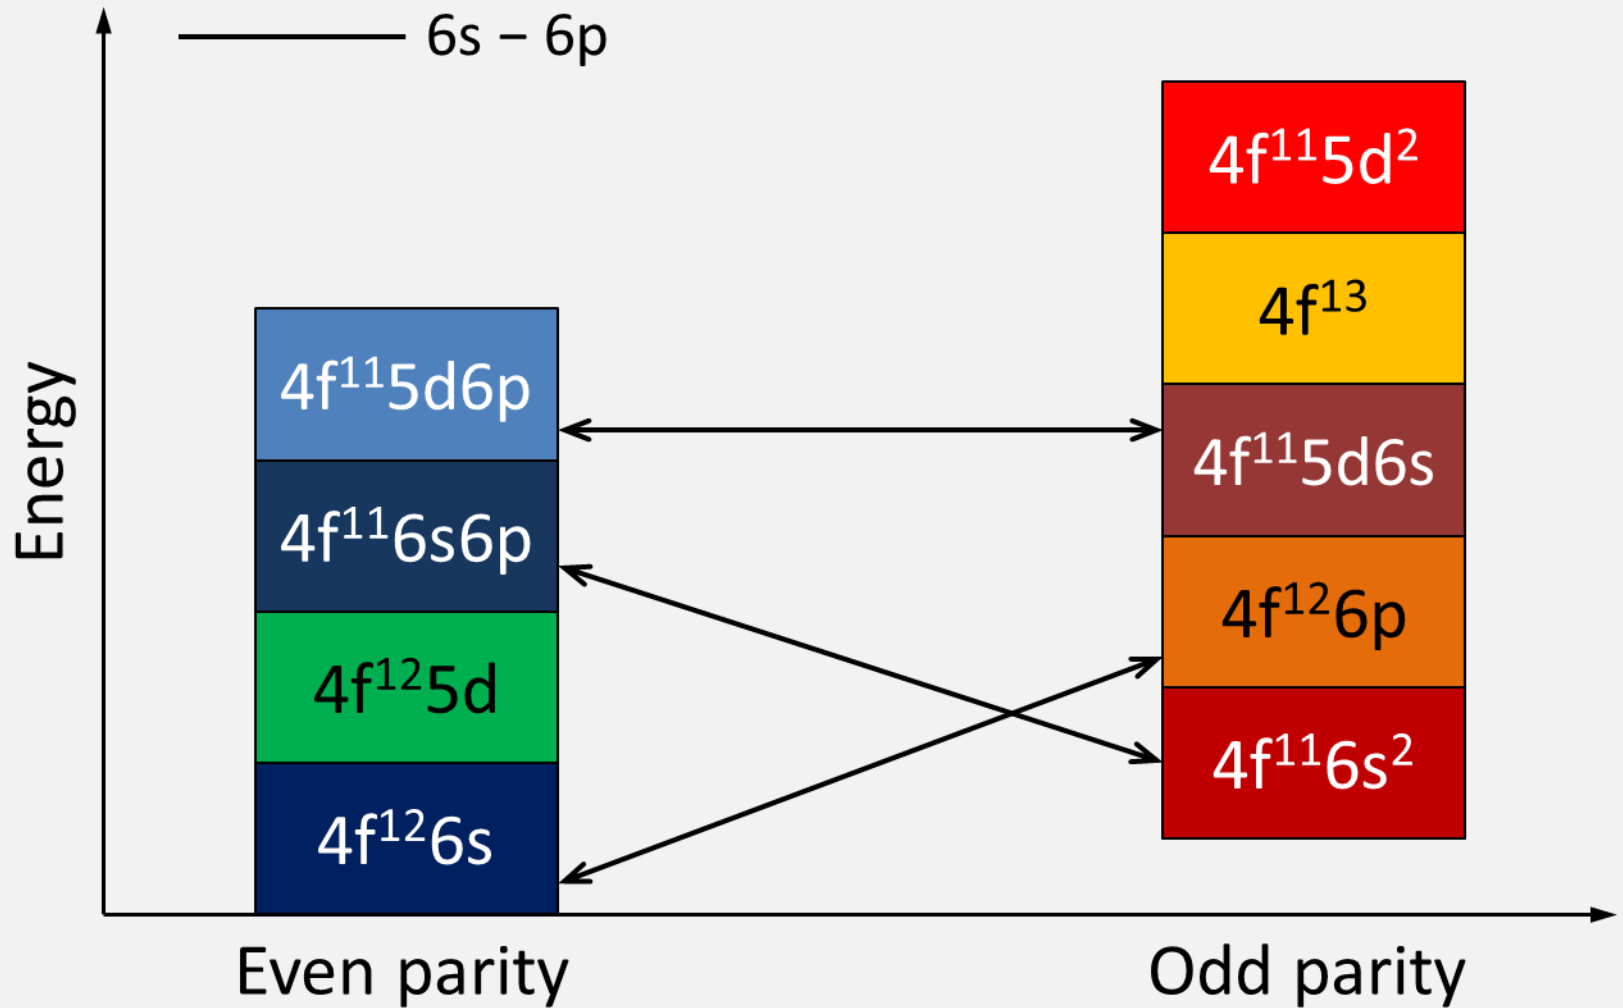 6s − 6p
Energy
4f¹¹5d6p
4f¹¹6s6p
4f¹²5d
4f¹²6s
4f¹¹5d²
4f¹³
4f¹¹5d6s
4f¹²6p
4f¹¹6s²
Even parity
Odd parity